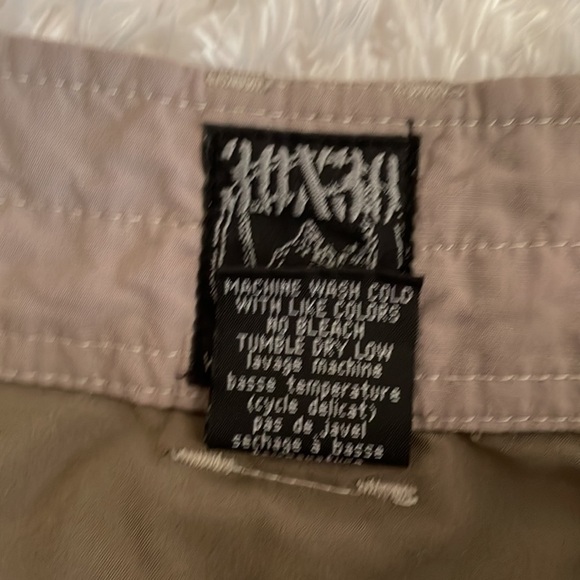 MACHINE WASH COLD
WITH LIKE COLORS
NO BLEACH
TUMBLE DRY LOW
lavage machine
basse temperature
(cycle delicat)
pas de javel
sechage à basse